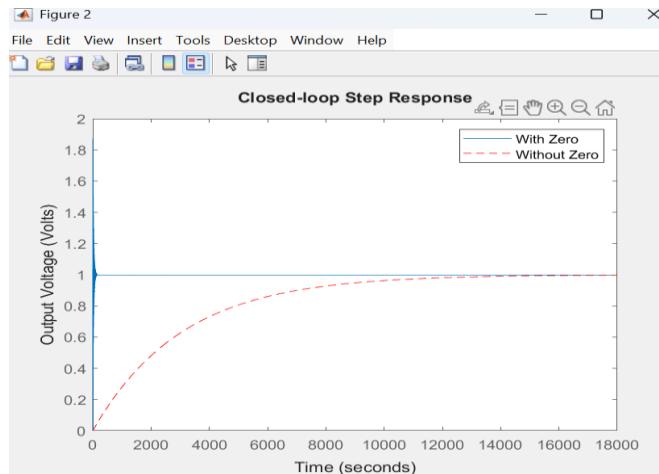 Figure 2
File Edit View Insert Tools Desktop Window Help
Closed-loop Step Response
With Zero
Without Zero
Output Voltage (Volts)
2
1.8
1.6
1.4
1.2
1
0.8
0.6
0.4
0.2
0
0 2000 4000 6000 8000 10000 12000 14000 16000 18000
Time (seconds)